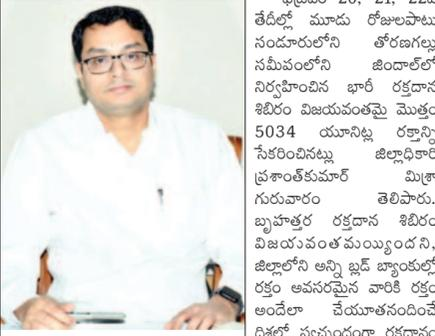 తేదీల్లో మూడు రోజులపాటు
సండూరులోని తోరణగల్లు
సమీపంలోని జిందాల్‌లో
నిర్వహించిన భారీ రక్తదాన
శిబిరం విజయవంతమై మొత్తం
5034 యూనిట్ల రక్తాన్ని
సేకరించినట్లు జిల్లాధికారి
ప్రశాంత్‌కుమార్ మిశ్రా
గురువారం తెలిపారు.
బృహత్తర రక్తదాన శిబిరం
విజయవంతమయ్యిందని,
జిల్లాలోని అన్ని బ్లడ్ బ్యాంకుల్లో
రక్తం అవసరమైన వారికి రక్తం
అందేలా చేయూతనందించే